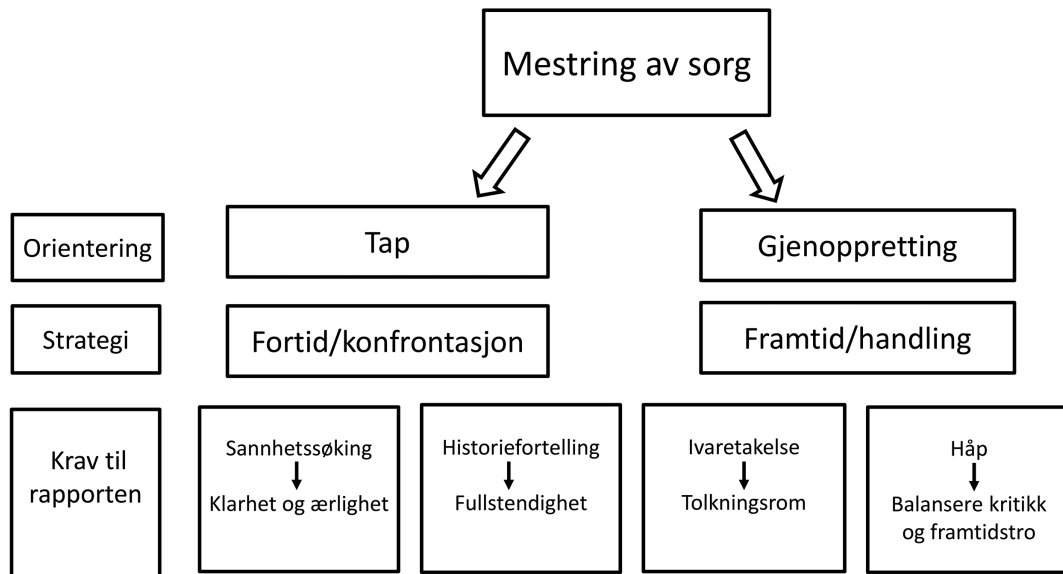 Mestring av sorg
Orientering
Tap
Gjenoppretting
Strategi
Fortid/konfrontasjon
Framtid/handling
Krav til
rapporten
Sannhetssøking
Klarhet og ærlighet
Historiefortelling
Fullstendighet
Ivaretakelse
Tolkningsrom
Håp
Balansere kritikk
og framtidstro